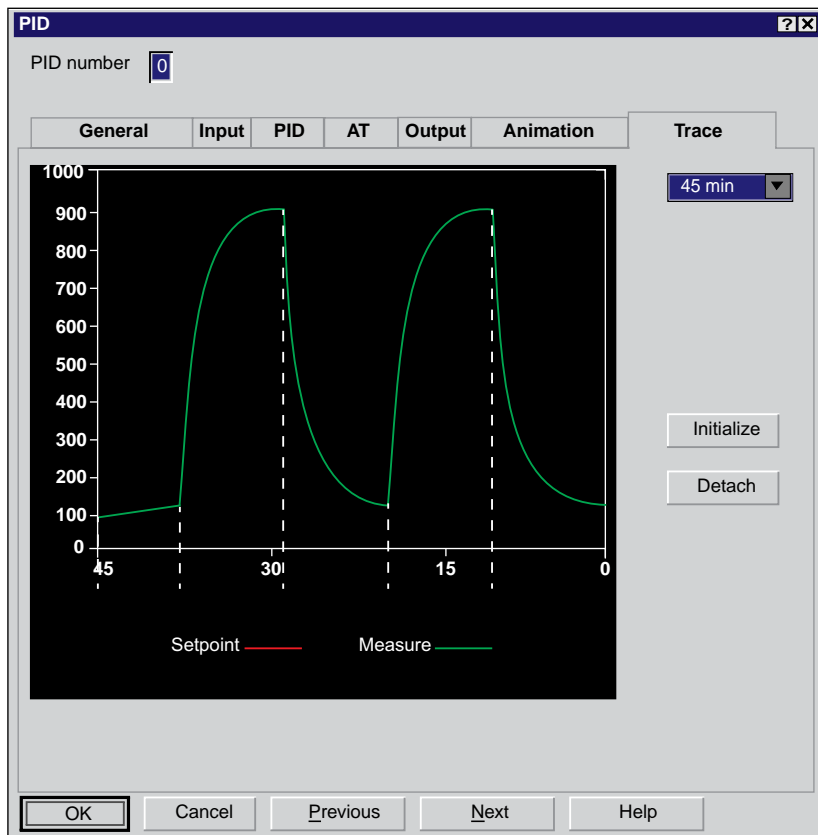 PID
PID number 0
General Input PID AT Output Animation Trace
45 min
1000
900
800
700
600
500
400
300
200
100
0
45 30 15 0
Setpoint Measure
Initialize
Detach
OK Cancel Previous Next Help